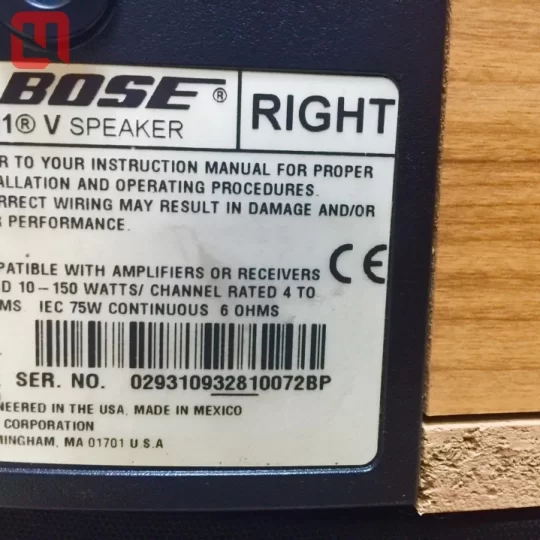 BOSE® RIGHT
1® V SPEAKER
R TO YOUR INSTRUCTION MANUAL FOR PROPER
ALLATION AND OPERATING PROCEDURES.
ORRECT WIRING MAY RESULT IN DAMAGE AND/OR
R PERFORMANCE.
PATIBLE WITH AMPLIFIERS OR RECEIVERS CE
D 10-150 WATTS/ CHANNEL RATED 4 TO
MS IEC 75W CONTINUOUS 6 OHMS
SER. NO. 029310932810072BP
NEERED IN THE USA, MADE IN MEXICO
CORPORATION
MINGHAM, MA 01701 U S A